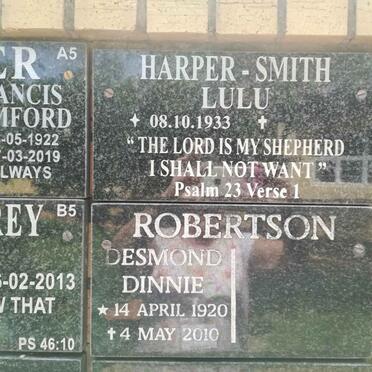 ER A5
ANCIS
MFORD
-05-1922
-03-2019
LWAYS
HARPER - SMITH
LULU
✦ 08.10.1933 ✝
"THE LORD IS MY SHEPHERD
I SHALL NOT WANT"
Psalm 23 Verse 1
REY B5
-02-2013
W THAT
PS 46:10
ROBERTSON
DESMOND
DINNIE
★ 14 APRIL 1920
✝ 4 MAY 2010